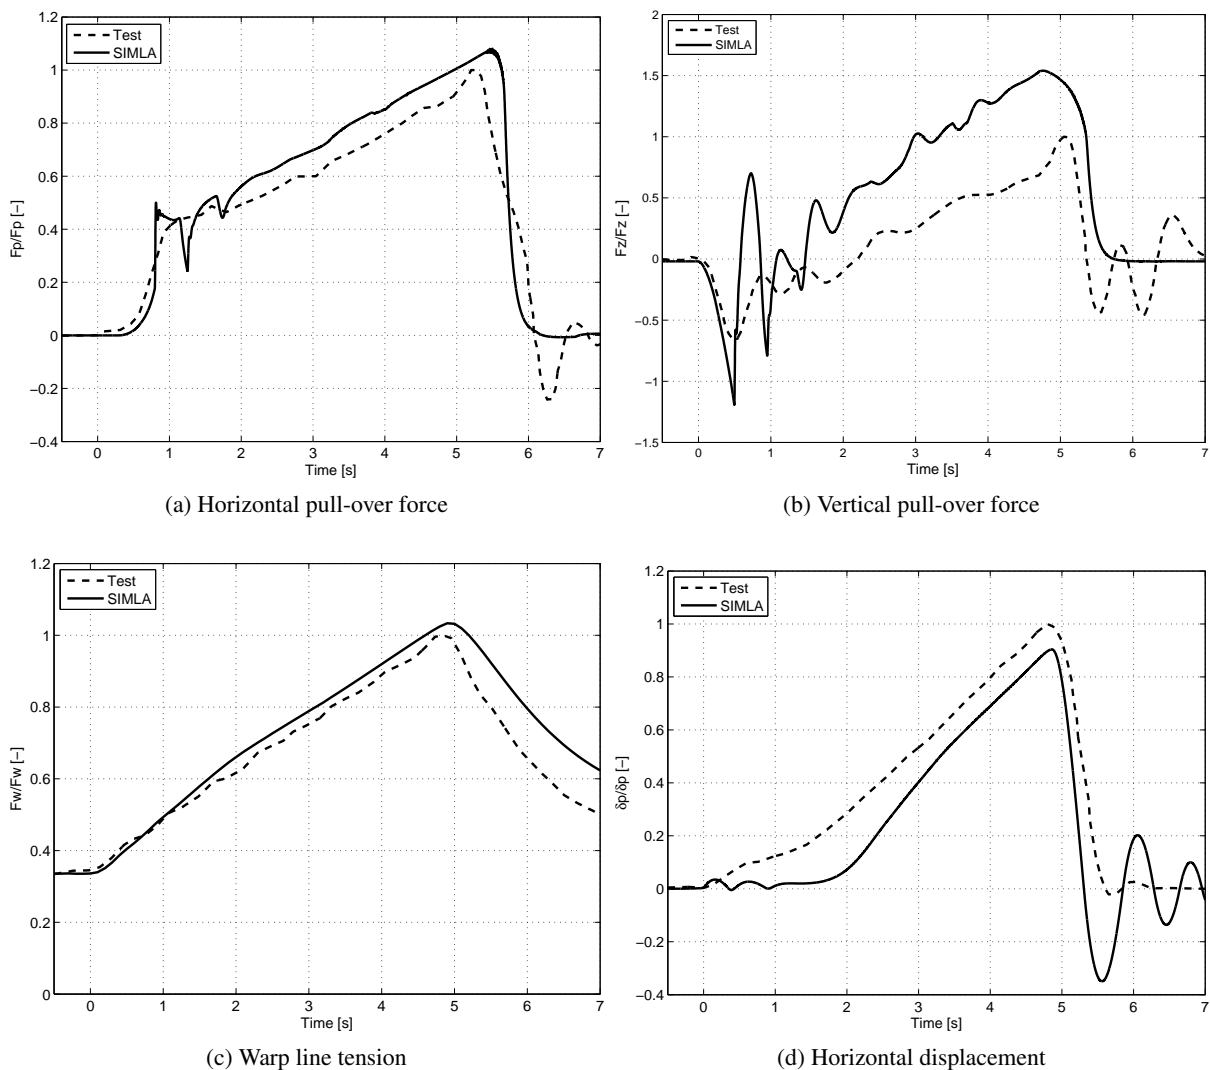 1.2
1
0.8
0.6
0.4
0.2
0
−0.2
−0.4
Fp/Fp [−]
Test
SIMLA
0 1 2 3 4 5 6 7
Time [s]
(a) Horizontal pull-over force
2
1.5
1
0.5
0
−0.5
−1
−1.5
Fz/Fz [−]
Test
SIMLA
0 1 2 3 4 5 6 7
Time [s]
(b) Vertical pull-over force
1.2
1
0.8
0.6
0.4
0.2
0
Fw/Fw [−]
Test
SIMLA
0 1 2 3 4 5 6 7
Time [s]
(c) Warp line tension
1.2
1
0.8
0.6
0.4
0.2
0
−0.2
−0.4
δp/δp [−]
Test
SIMLA
0 1 2 3 4 5 6 7
Time [s]
(d) Horizontal displacement